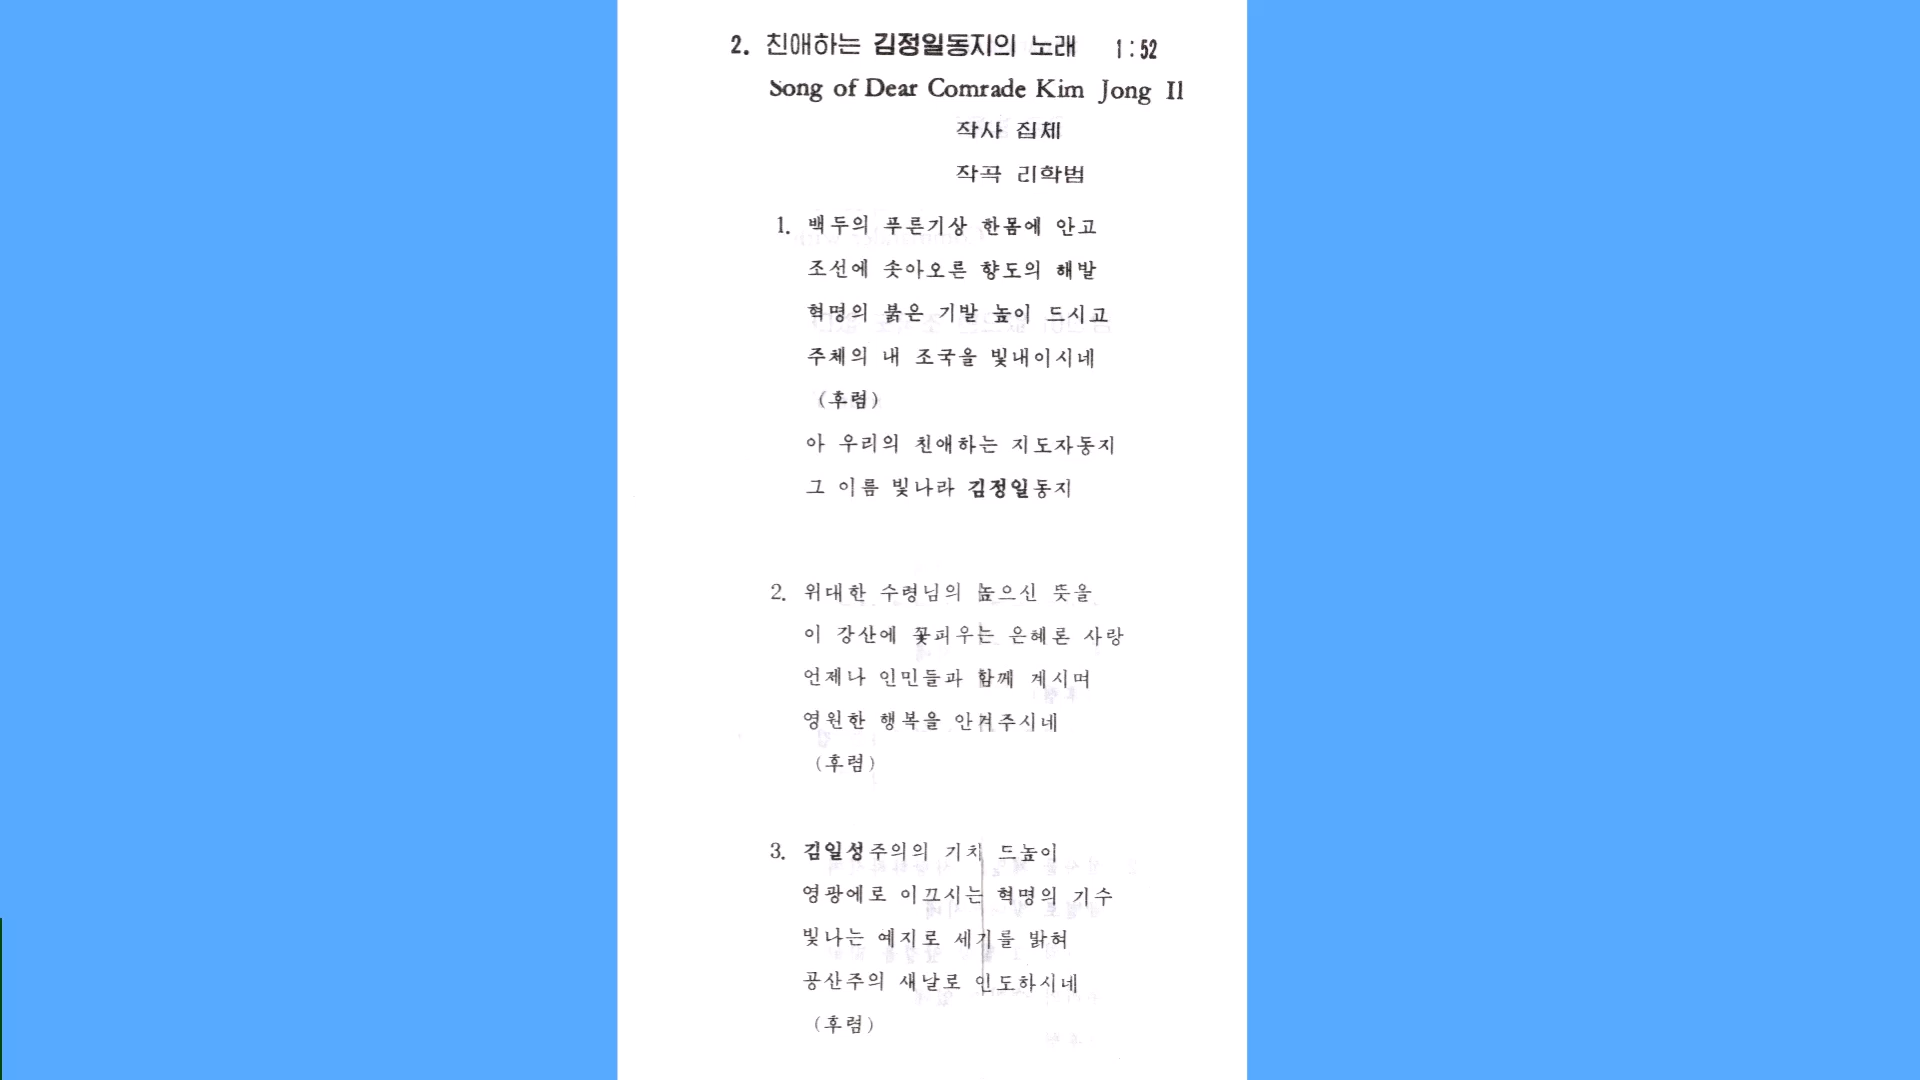 2. 친애하는 김정일동지의 노래 1:52
Song of Dear Comrade Kim Jong Il
작사 집체
작곡 리학범
1. 백두의 푸른기상 한몸에 안고
조선에 솟아오른 향도의 해발
혁명의 붉은 기발 높이 드시고
주체의 내 조국을 빛내이시네
(후렴)
아 우리의 친애하는 지도자동지
그 이름 빛나라 김정일동지
2. 위대한 수령님의 높으신 뜻을
이 강산에 꽃피우는 은혜론 사랑
언제나 인민들과 함께 계시며
영원한 행복을 안겨주시네
(후렴)
3. 김일성주의의 기치 드높이
영광에로 이끄시는 혁명의 기수
빛나는 예지로 세기를 밝혀
공산주의 새날로 인도하시네
(후렴)